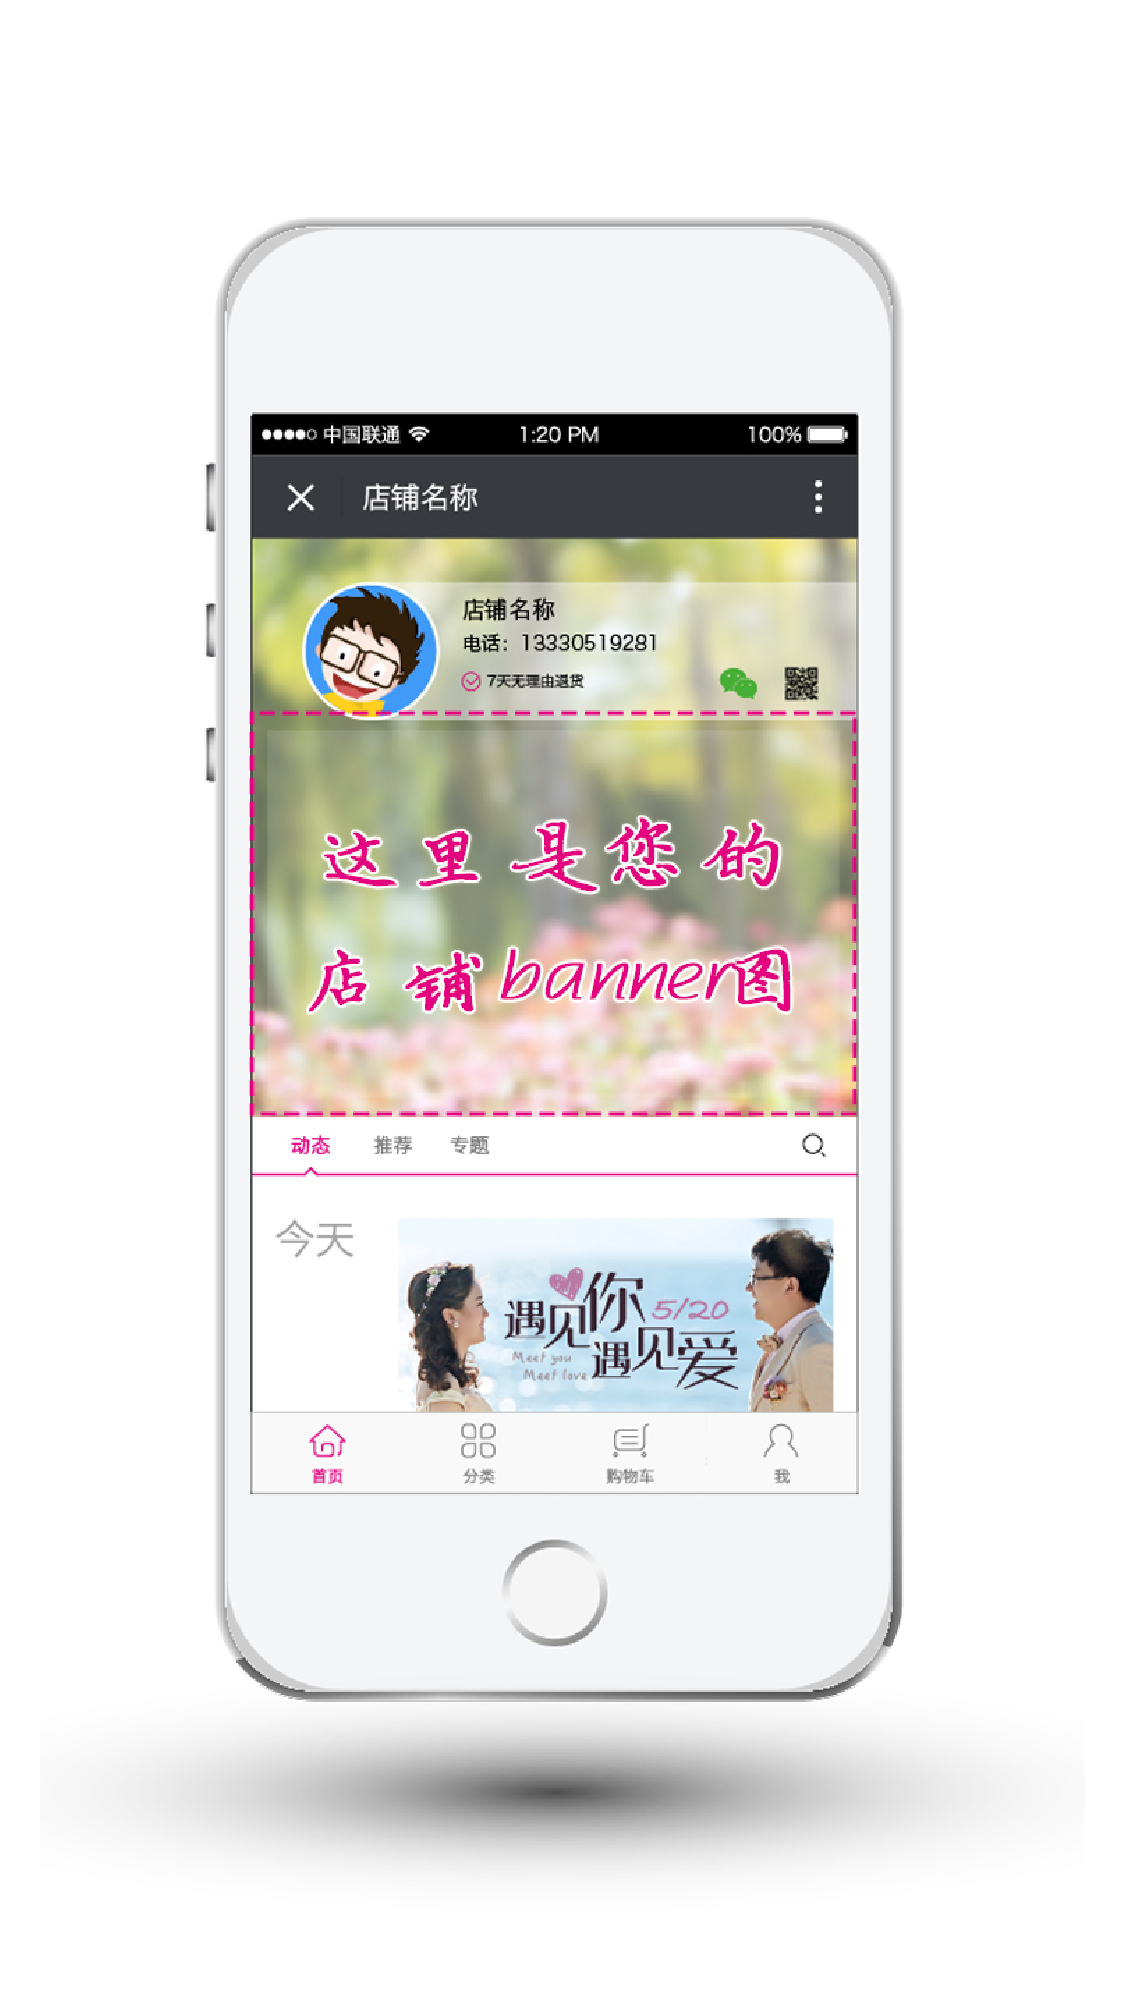 中国联通
1:20 PM
100%
店铺名称
店铺名称
电话：13330519281
7天无理由退货
这里是您的
店铺banner图
动态 推荐 专题
今天
遇见你 5/20
遇见爱
Meet you
Meet love
首页 分类 购物车 我